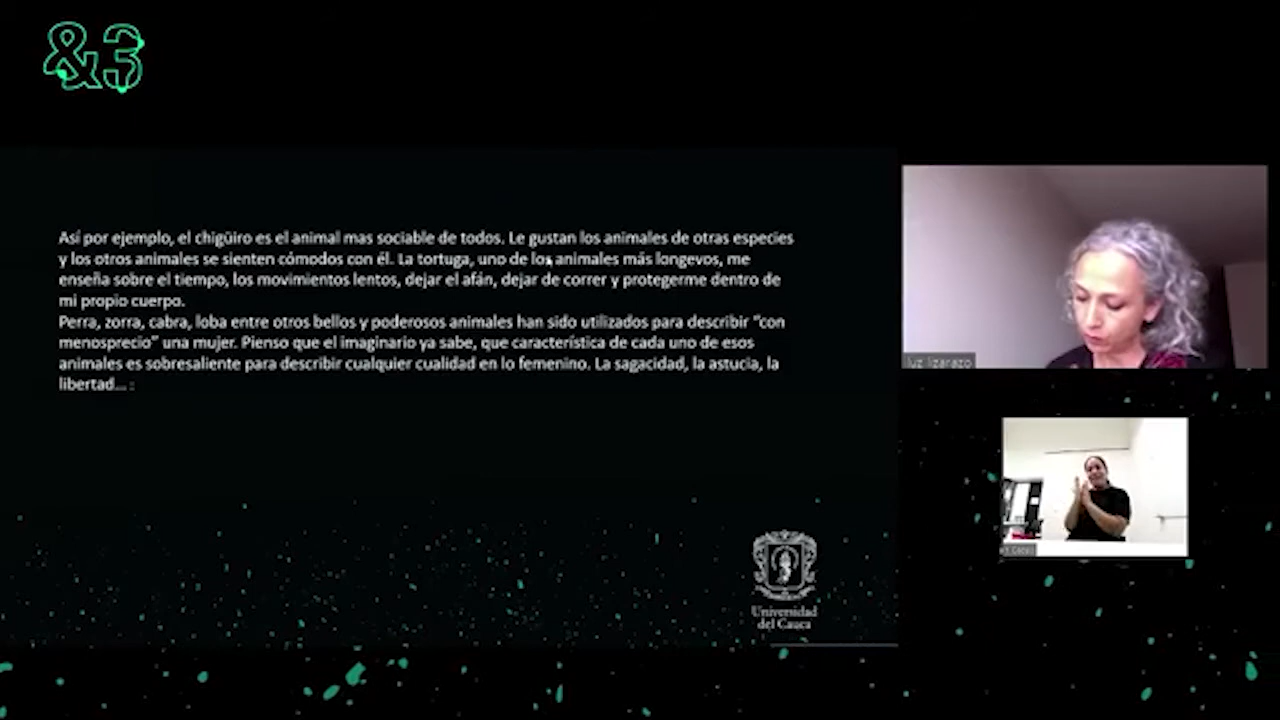 &3
Así por ejemplo, el chigüiro es el animal mas sociable de todos. Le gustan los animales de otras especies
y los otros animales se sienten cómodos con él. La tortuga, uno de los animales más longevos, me
enseña sobre el tiempo, los movimientos lentos, dejar el afán, dejar de correr y protegerme dentro de
mi propio cuerpo.
Perra, zorra, cabra, loba entre otros bellos y poderosos animales han sido utilizados para describir “con
menosprecio” una mujer. Pienso que el imaginario ya sabe, que característica de cada uno de esos
animales es sobresaliente para describir cualquier cualidad en lo femenino. La sagacidad, la astucia, la
libertad... :
luz lizarazo
Universidad
del Cauca